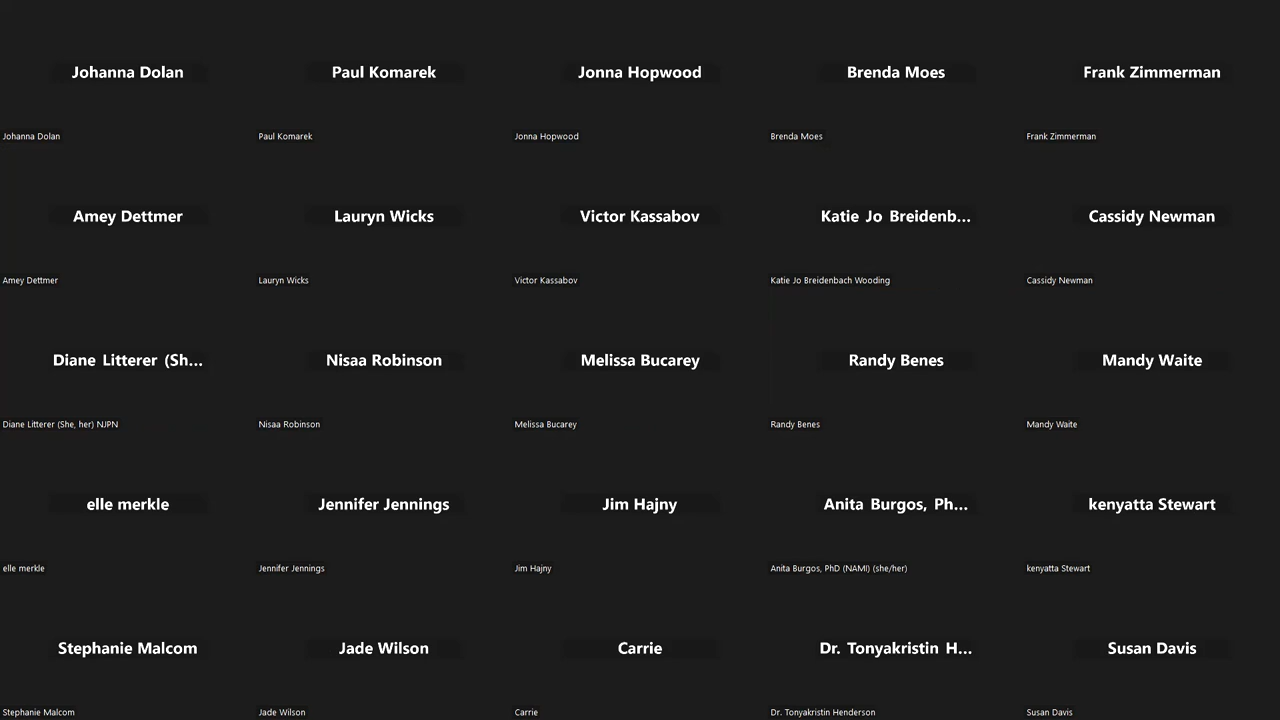 Johanna Dolan
Paul Komarek
Jonna Hopwood
Brenda Moes
Frank Zimmerman
Johanna Dolan
Paul Komarek
Jonna Hopwood
Brenda Moes
Frank Zimmerman
Amey Dettmer
Lauryn Wicks
Victor Kassabov
Katie Jo Breidenb...
Cassidy Newman
Amey Dettmer
Lauryn Wicks
Victor Kassabov
Katie Jo Breidenbach Wooding
Cassidy Newman
Diane Litterer (Sh...
Nisaa Robinson
Melissa Bucarey
Randy Benes
Mandy Waite
Diane Litterer (She, her) NJPN
Nisaa Robinson
Melissa Bucarey
Randy Benes
Mandy Waite
elle merkle
Jennifer Jennings
Jim Hajny
Anita Burgos, Ph...
kenyatta Stewart
elle merkle
Jennifer Jennings
Jim Hajny
Anita Burgos, PhD (NAMI) (she/her)
kenyatta Stewart
Stephanie Malcom
Jade Wilson
Carrie
Dr. Tonyakristin H...
Susan Davis
Stephanie Malcom
Jade Wilson
Carrie
Dr. Tonyakristin Henderson
Susan Davis